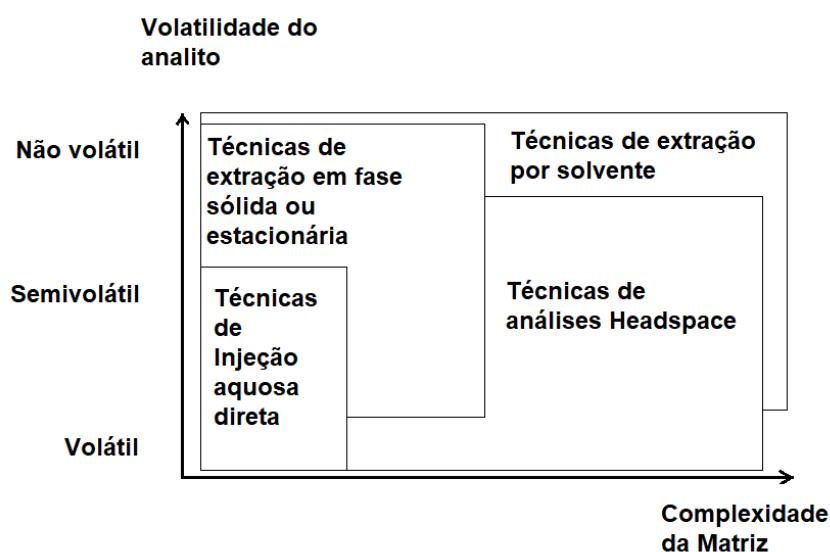 Volatilidade do
analito
Não volátil
Técnicas de
extração em fase
sólida ou
estacionária
Técnicas de extração
por solvente
Semivolátil
Técnicas
de
Injeção
aquosa
direta
Técnicas de
análises Headspace
Volátil
Complexidade
da Matriz